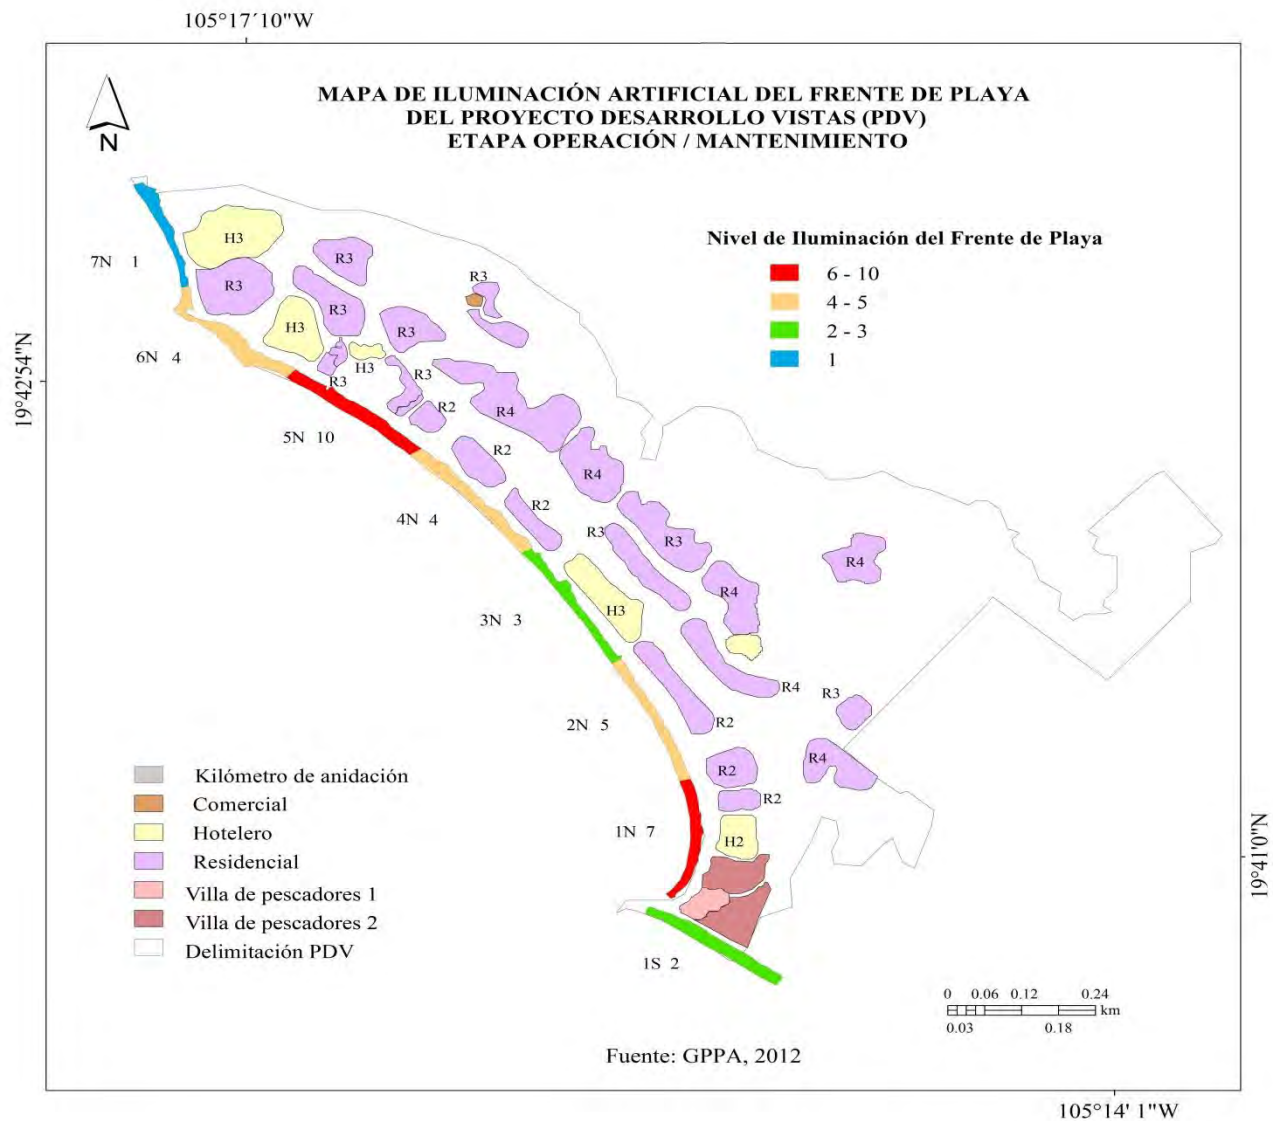 105°17´10"W
MAPA DE ILUMINACIÓN ARTIFICIAL DEL FRENTE DE PLAYA
DEL PROYECTO DESARROLLO VISTAS (PDV)
ETAPA OPERACIÓN / MANTENIMIENTO
N
Nivel de Iluminación del Frente de Playa
6 - 10
4 - 5
2 - 3
1
19°42'54"N
7N 1
6N 4
5N 10
4N 4
3N 3
2N 5
1N 7
1S 2
H3
R3
R3
R3
R3
H3
R3
H3
R3
R3
R2
R4
R2
R4
R2
R3
R3
R4
R4
H3
R4
R3
R2
R4
R2
R2
H2
Kilómetro de anidación
Comercial
Hotelero
Residencial
Villa de pescadores 1
Villa de pescadores 2
Delimitación PDV
19°41'0"N
0 0.06 0.12 0.24
km
0.03 0.18
Fuente: GPPA, 2012
105°14' 1"W